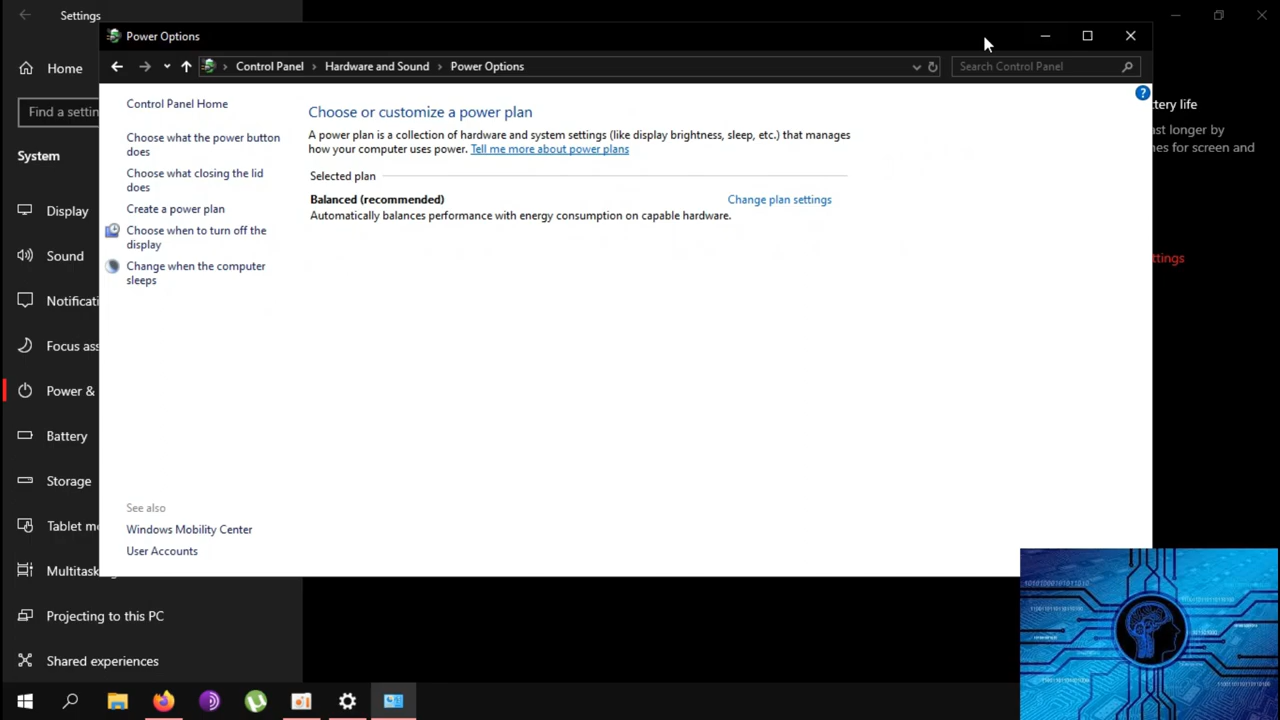 Settings
Power Options
Control Panel
Hardware and Sound
Power Options
Search Control Panel
Home
Find a settin
System
Display
Sound
Notificati
Focus ass
Power &
Battery
Storage
Tablet mo
Multitask
Projecting to this PC
Shared experiences
Control Panel Home
Choose what the power button
does
Choose what closing the lid
does
Create a power plan
Choose when to turn off the
display
Change when the computer
sleeps
See also
Windows Mobility Center
User Accounts
Choose or customize a power plan
A power plan is a collection of hardware and system settings (like display brightness, sleep, etc.) that manages
how your computer uses power. Tell me more about power plans
Selected plan
Balanced (recommended)
Change plan settings
Automatically balances performance with energy consumption on capable hardware.
?
ttery life
ast longer by
nes for screen and
ttings